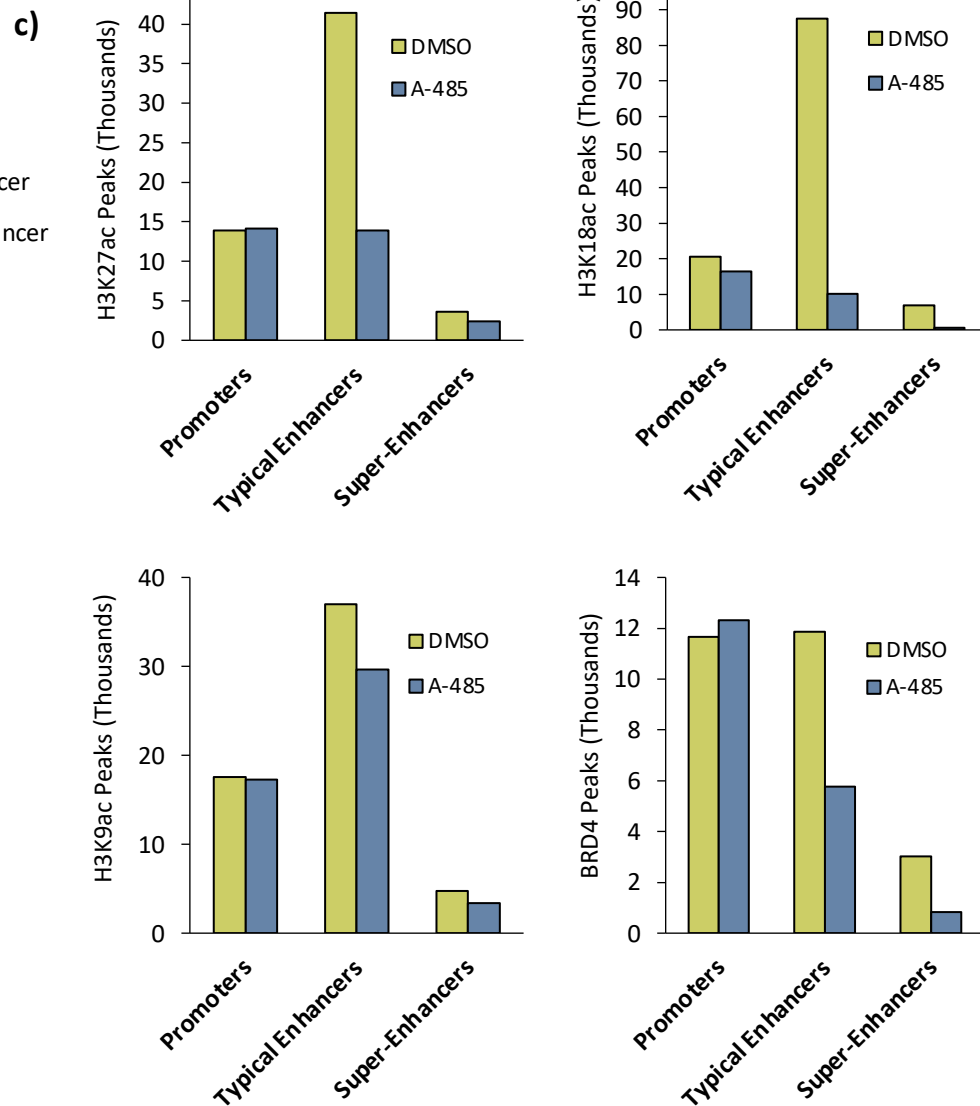 c)
cer
ncer
H3K27ac Peaks (Thousands)
40
35
30
25
20
15
10
5
0
DMSO
A-485
Promoters
Typical Enhancers
Super-Enhancers
H3K18ac Peaks (Thousands)
90
80
70
60
50
40
30
20
10
0
DMSO
A-485
Promoters
Typical Enhancers
Super-Enhancers
H3K9ac Peaks (Thousands)
40
30
20
10
0
DMSO
A-485
Promoters
Typical Enhancers
Super-Enhancers
BRD4 Peaks (Thousands)
14
12
10
8
6
4
2
0
DMSO
A-485
Promoters
Typical Enhancers
Super-Enhancers